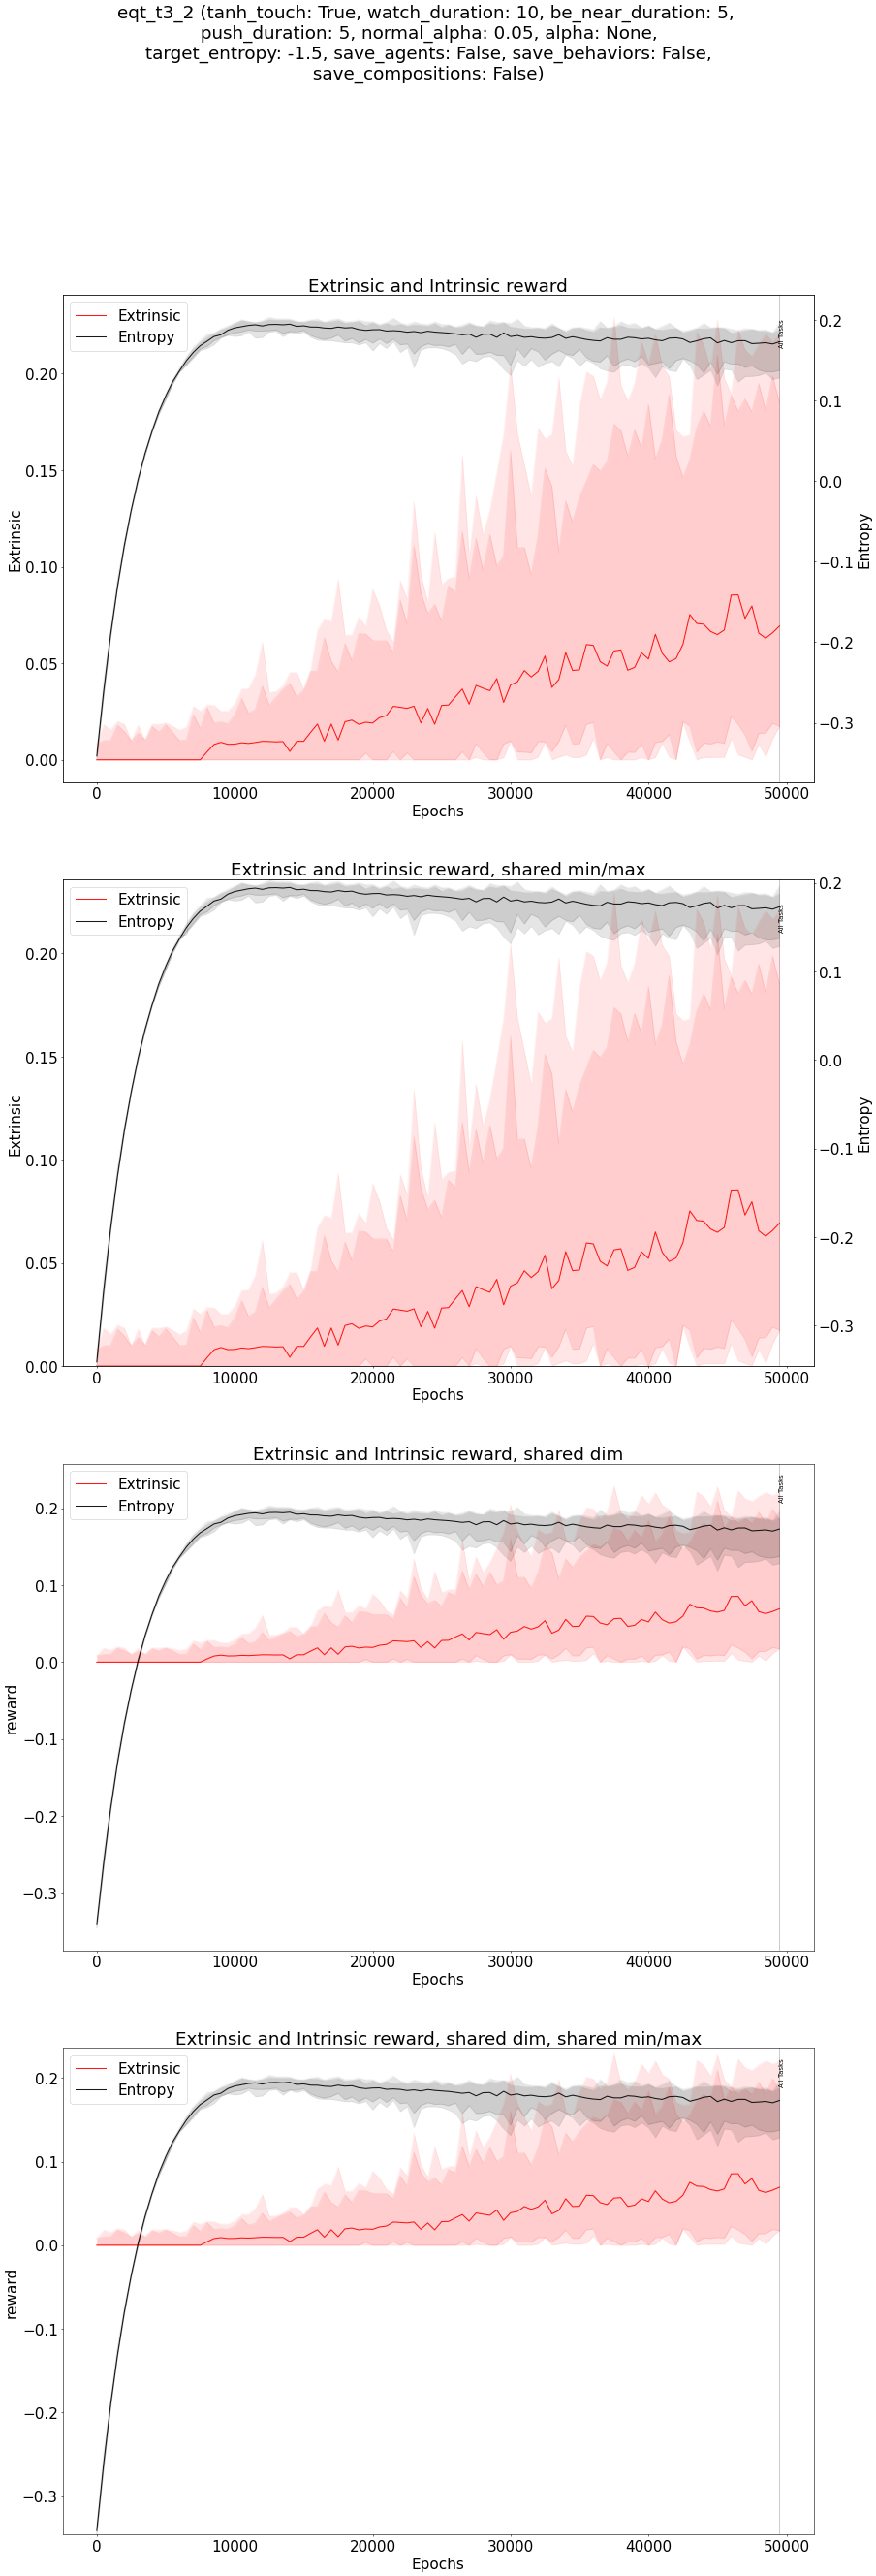 eqt_t3_2 (tanh_touch: True, watch_duration: 10, be_near_duration: 5,
push_duration: 5, normal_alpha: 0.05, alpha: None,
target_entropy: -1.5, save_agents: False, save_behaviors: False,
save_compositions: False)
Extrinsic and Intrinsic reward
Extrinsic
Entropy
All Tasks
0.20
0.15
0.10
0.05
0.00
Extrinsic
0.2
0.1
0.0
−0.1
−0.2
−0.3
Entropy
0 10000 20000 30000 40000 50000
Epochs
Extrinsic and Intrinsic reward, shared min/max
Extrinsic
Entropy
All Tasks
0.20
0.15
0.10
0.05
0.00
Extrinsic
0.2
0.1
0.0
−0.1
−0.2
−0.3
Entropy
0 10000 20000 30000 40000 50000
Epochs
Extrinsic and Intrinsic reward, shared dim
Extrinsic
Entropy
All Tasks
0.2
0.1
0.0
−0.1
−0.2
−0.3
reward
0 10000 20000 30000 40000 50000
Epochs
Extrinsic and Intrinsic reward, shared dim, shared min/max
Extrinsic
Entropy
All Tasks
0.2
0.1
0.0
−0.1
−0.2
−0.3
reward
0 10000 20000 30000 40000 50000
Epochs